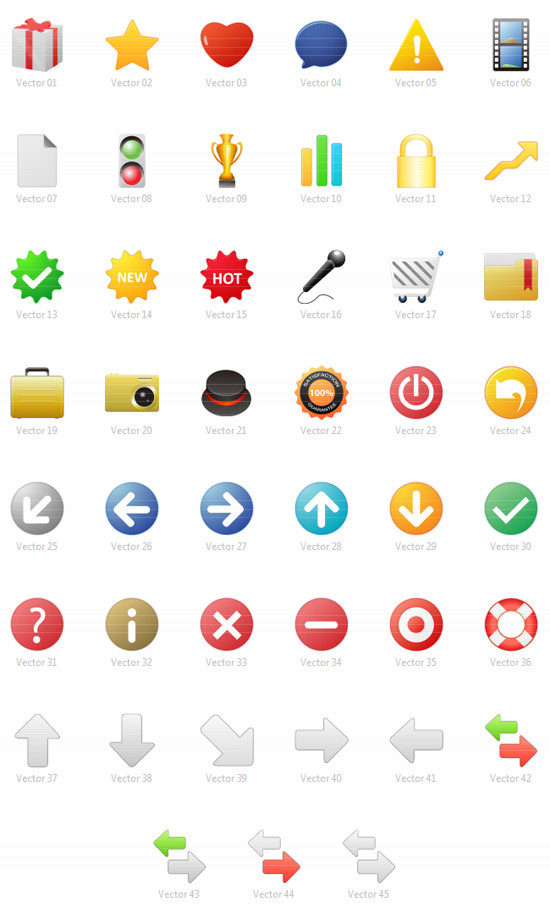 Vector 01 Vector 02 Vector 03 Vector 04 Vector 05 Vector 06
Vector 07 Vector 08 Vector 09 Vector 10 Vector 11 Vector 12
NEW HOT
Vector 13 Vector 14 Vector 15 Vector 16 Vector 17 Vector 18
SATISFACTION
100%
GUARANTEE
Vector 19 Vector 20 Vector 21 Vector 22 Vector 23 Vector 24
Vector 25 Vector 26 Vector 27 Vector 28 Vector 29 Vector 30
Vector 31 Vector 32 Vector 33 Vector 34 Vector 35 Vector 36
Vector 37 Vector 38 Vector 39 Vector 40 Vector 41 Vector 42
Vector 43 Vector 44 Vector 45